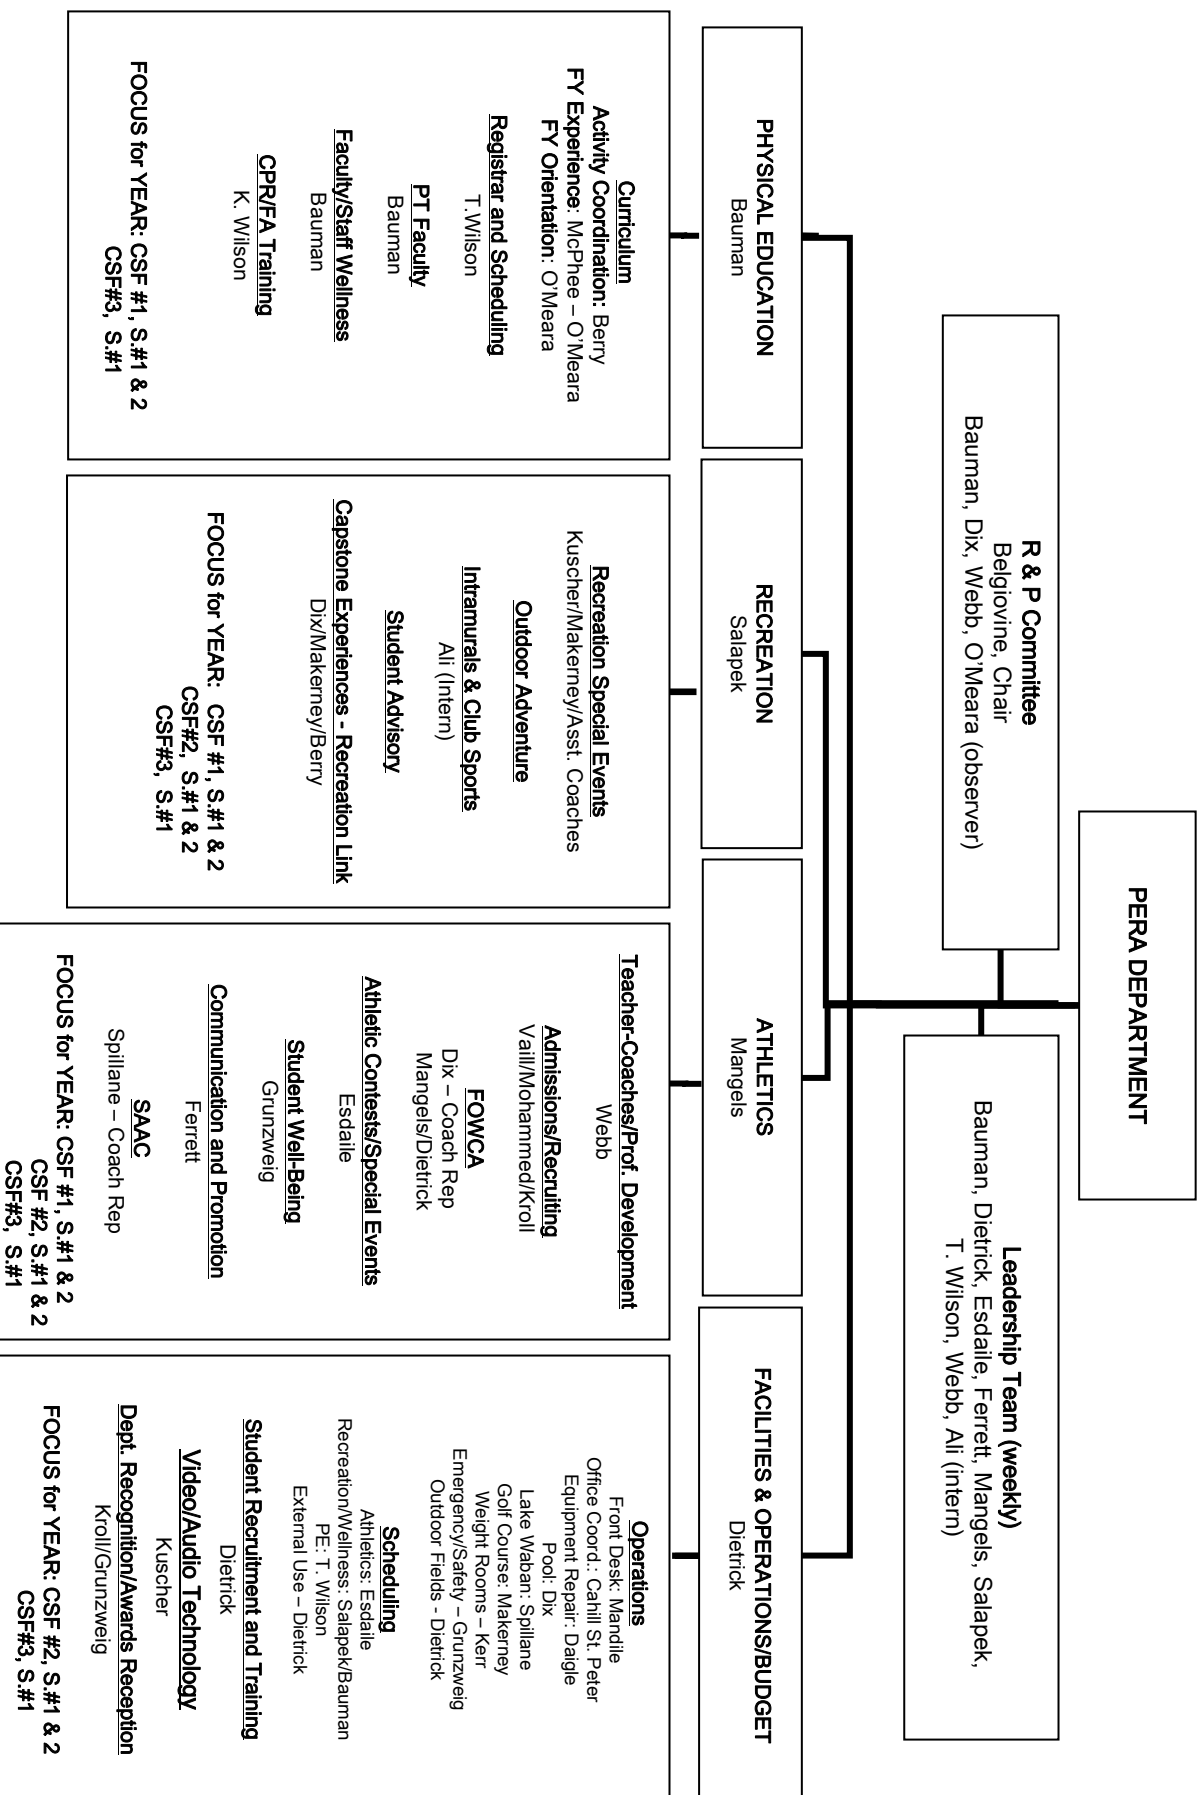 PERA DEPARTMENT
R & P Committee
Belgiovine, Chair
Bauman, Dix, Webb, O'Meara (observer)
Leadership Team (weekly)
Bauman, Dietrick, Esdaile, Ferrett, Mangels, Salapek,
T. Wilson, Webb, Ali (intern)
PHYSICAL EDUCATION
Bauman
RECREATION
Salapek
ATHLETICS
Mangels
FACILITIES & OPERATIONS/BUDGET
Dietrick
Curriculum
Activity Coordination: Berry
FY Experience: McPhee – O'Meara
FY Orientation: O'Meara
Registrar and Scheduling
T.Wilson
PT Faculty
Bauman
Faculty/Staff Wellness
Bauman
CPR/FA Training
K. Wilson
FOCUS for YEAR: CSF #1, S.#1 & 2
CSF#3, S.#1
Recreation Special Events
Kuscher/Makerney/Asst. Coaches
Outdoor Adventure
Intramurals & Club Sports
Ali (Intern)
Student Advisory
Capstone Experiences - Recreation Link
Dix/Makerney/Berry
FOCUS for YEAR: CSF #1, S.#1 & 2
CSF#2, S.#1 & 2
CSF#3, S.#1
Teacher-Coaches/Prof. Development
Webb
Admissions/Recruiting
Vaill/Mohammed/Kroll
FOWCA
Dix – Coach Rep
Mangels/Dietrick
Athletic Contests/Special Events
Esdaile
Student Well-Being
Grunzweig
Communication and Promotion
Ferrett
SAAC
Spillane – Coach Rep
FOCUS for YEAR: CSF #1, S.#1 & 2
CSF #2, S.#1 & 2
CSF#3, S.#1
Operations
Front Desk: Mandile
Office Coord.: Cahill St. Peter
Equipment Repair: Daigle
Pool: Dix
Lake Waban: Spillane
Golf Course: Makerney
Weight Rooms – Kerr
Emergency/Safety – Grunzweig
Outdoor Fields - Dietrick
Scheduling
Athletics: Esdaile
Recreation/Wellness: Salapek/Bauman
PE: T. Wilson
External Use – Dietrick
Student Recruitment and Training
Dietrick
Video/Audio Technology
Kuscher
Dept. Recognition/Awards Reception
Kroll/Grunzweig
FOCUS for YEAR: CSF #2, S.#1 & 2
CSF#3, S.#1